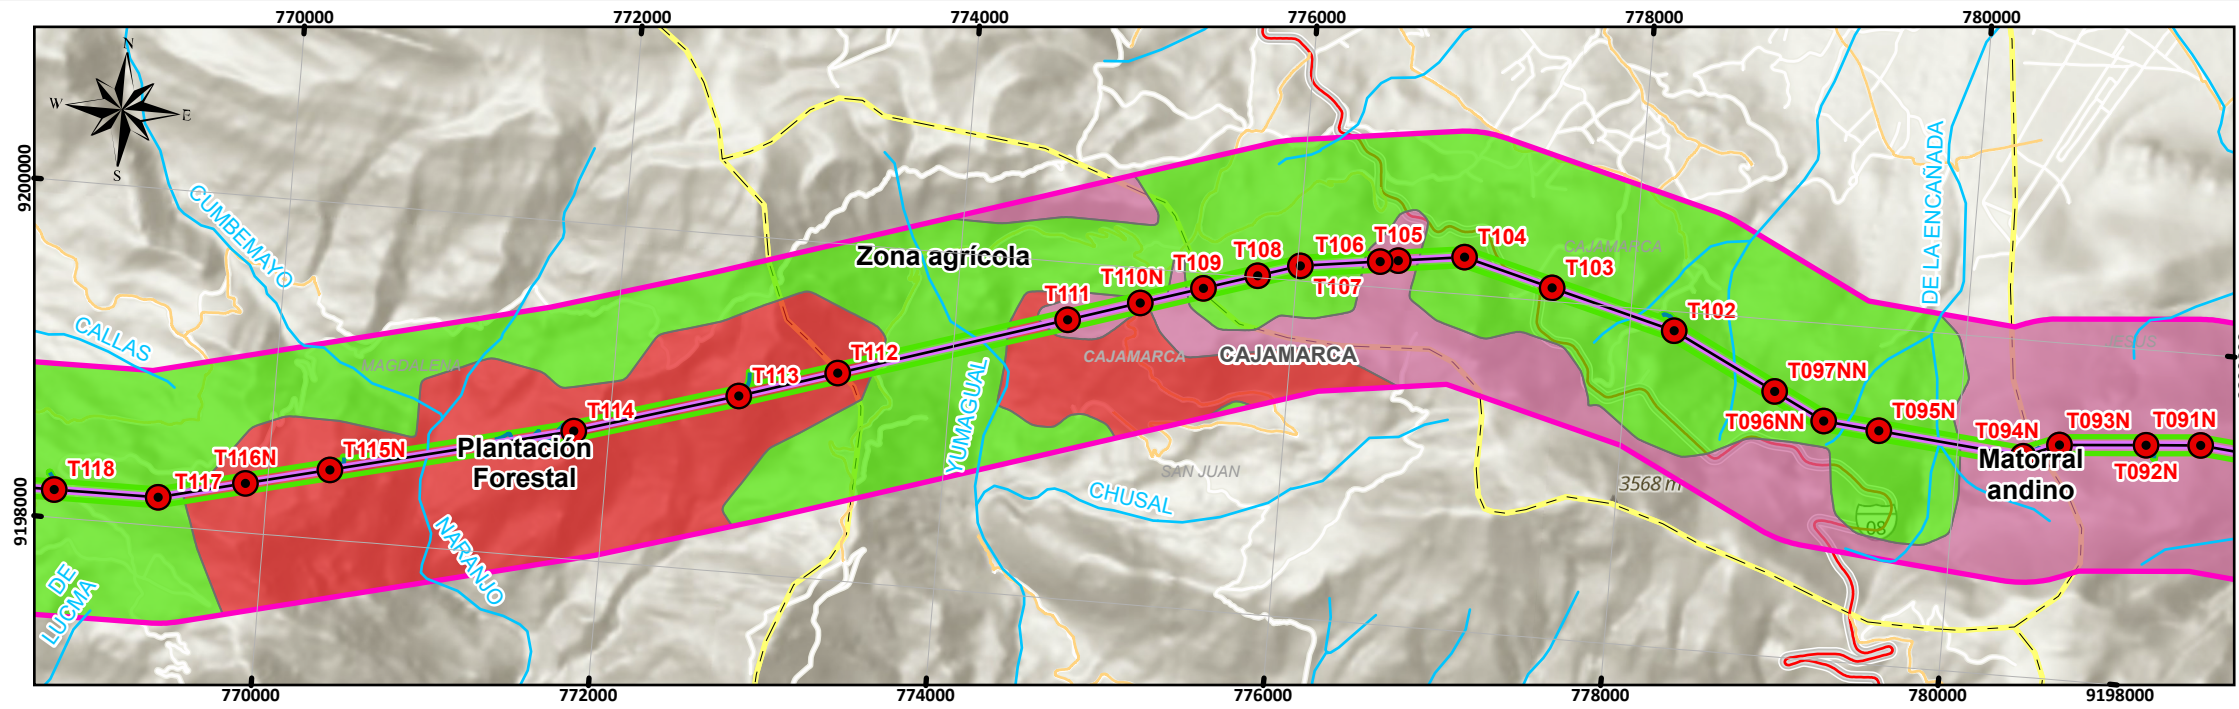 770000
772000
774000
776000
778000
780000
N
W
E
S
9200000
9198000
CUMBEMAYO
CALLAS
MAGDALENA
DE LA ENCAÑADA
CAJAMARCA
JESUS
Zona agrícola
T104
T105
T106
T108
T109
T110N
T111
T107
T103
T102
T112
T113
T114
CAJAMARCA
CAJAMARCA
T097NN
T096NN
T095N
T094N
T093N
T091N
T092N
Plantación
Forestal
Matorral
andino
T115N
T116N
T117
T118
YUMAGUAL
SAN JUAN
CHUSAL
3568 m
08
NARANJO
DE
LUCMA
770000
772000
774000
776000
778000
780000
9198000